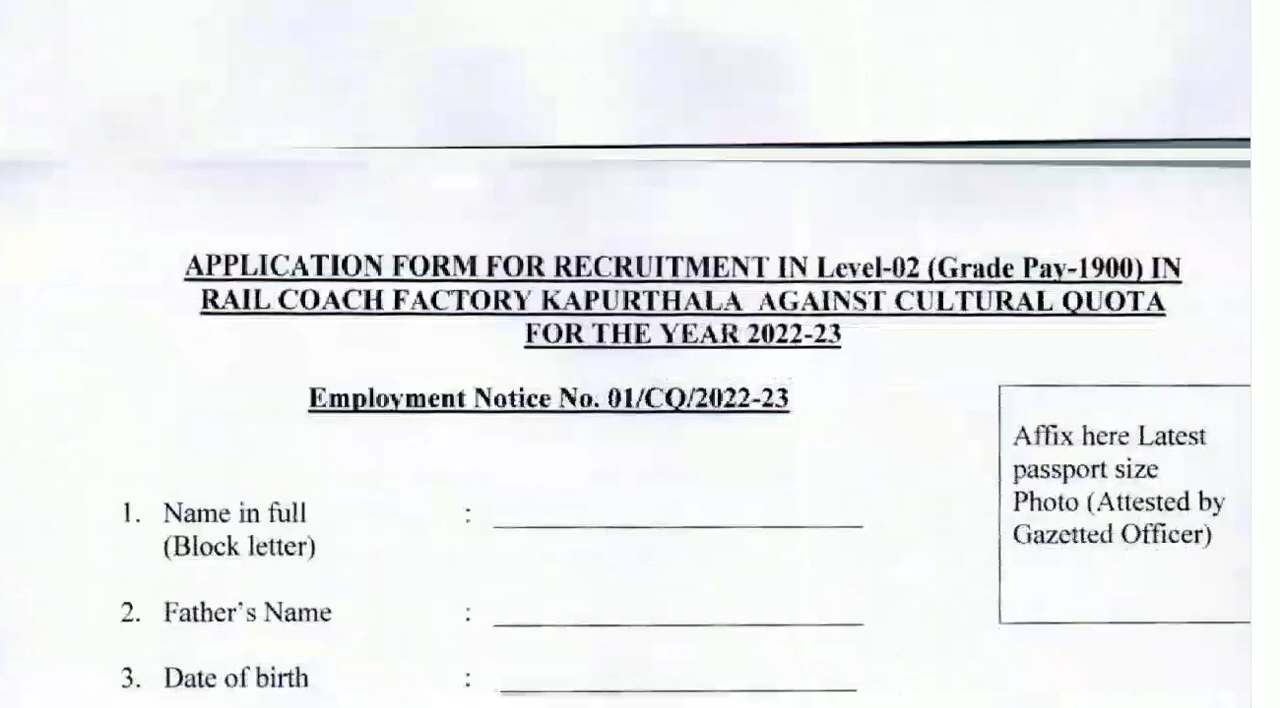 APPLICATION FORM FOR RECRUITMENT IN Level-02 (Grade Pay-1900) IN
RAIL COACH FACTORY KAPURTHALA AGAINST CULTURAL QUOTA
FOR THE YEAR 2022-23
Employment Notice No. 01/CQ/2022-23
Affix here Latest
passport size
Photo (Attested by
Gazetted Officer)
1. Name in full :
(Block letter)
2. Father's Name :
3. Date of birth :